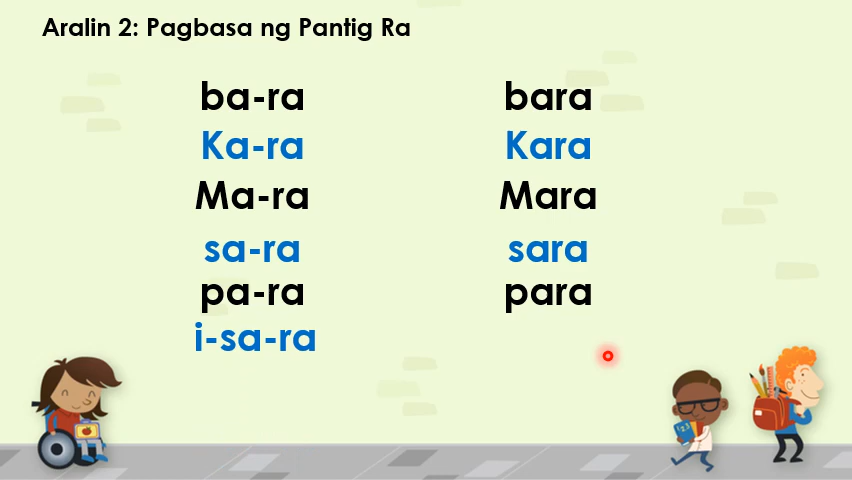 Aralin 2: Pagbasa ng Pantig Ra
ba-ra bara
Ka-ra Kara
Ma-ra Mara
sa-ra sara
pa-ra para
i-sa-ra